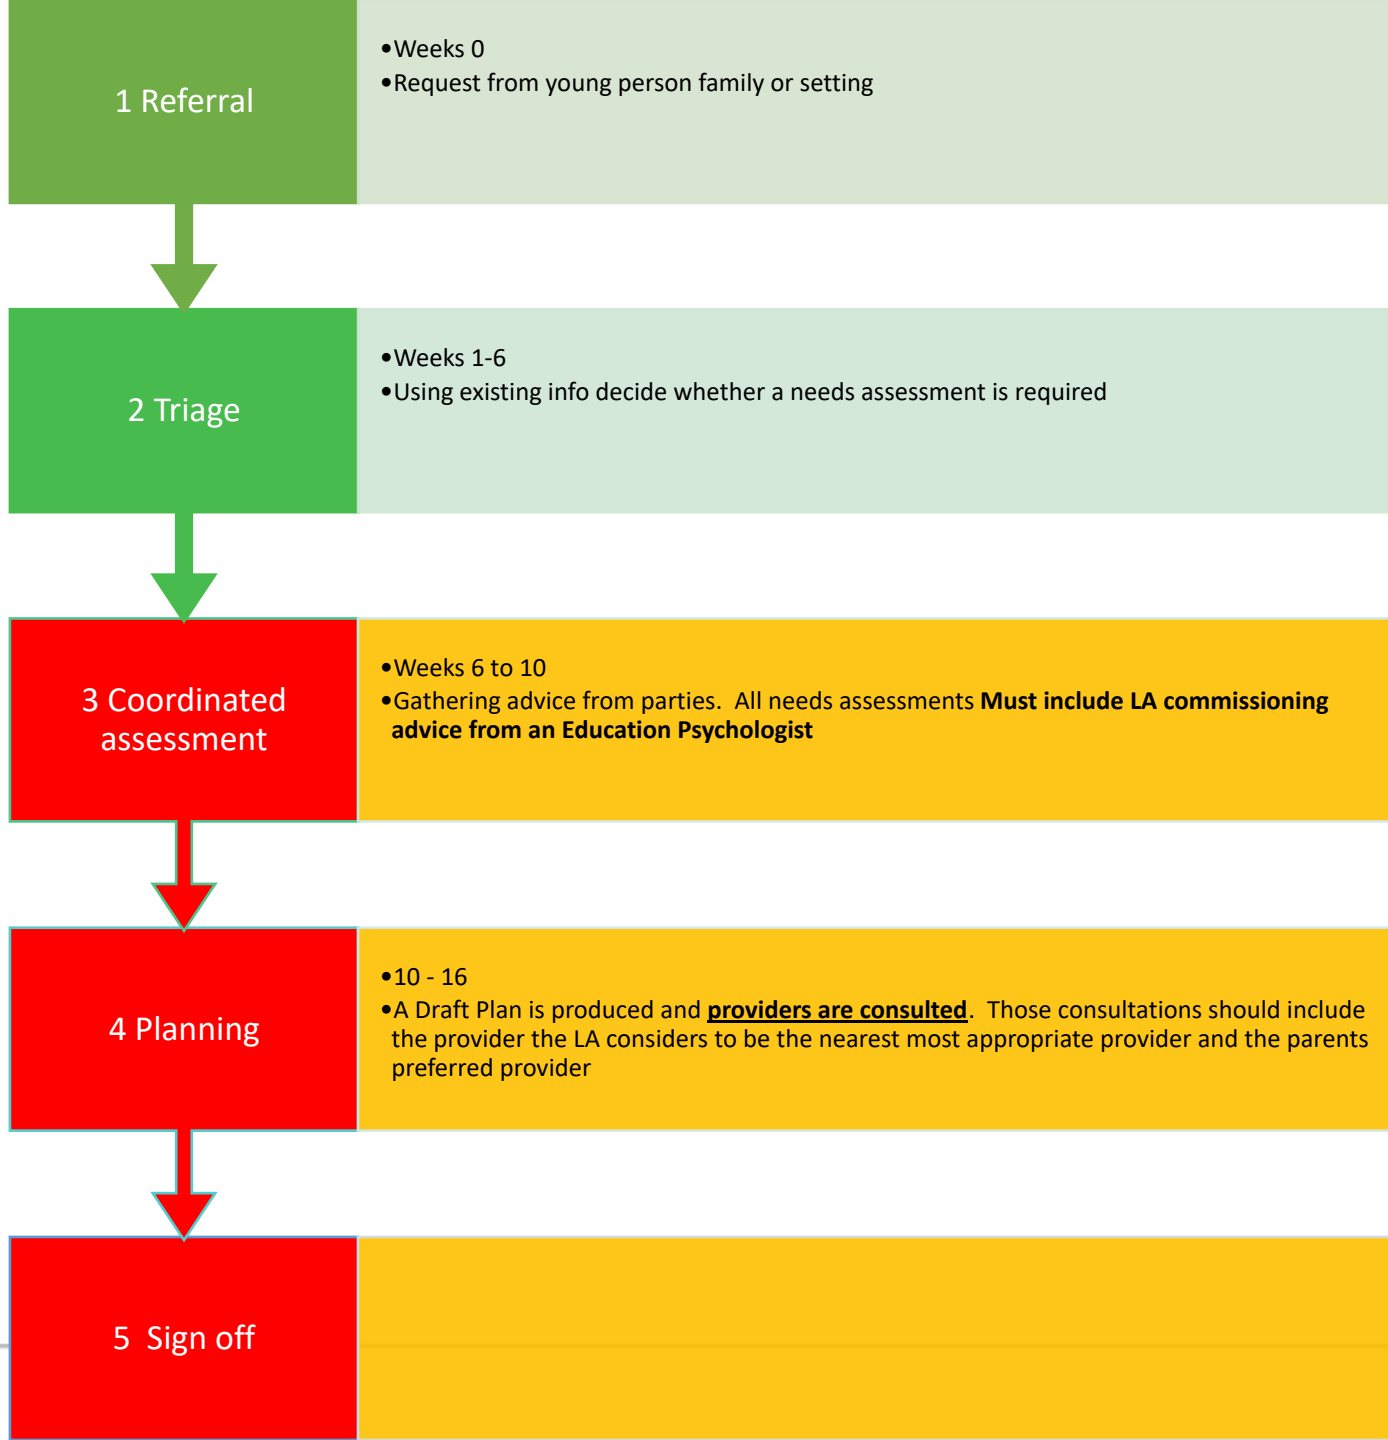 1 Referral
•Weeks 0
•Request from young person family or setting
2 Triage
•Weeks 1-6
•Using existing info decide whether a needs assessment is required
3 Coordinated
assessment
•Weeks 6 to 10
•Gathering advice from parties.  All needs assessments Must include LA commissioning
advice from an Education Psychologist
4 Planning
•10 - 16
•A Draft Plan is produced and providers are consulted.  Those consultations should include
the provider the LA considers to be the nearest most appropriate provider and the parents
preferred provider
5  Sign off